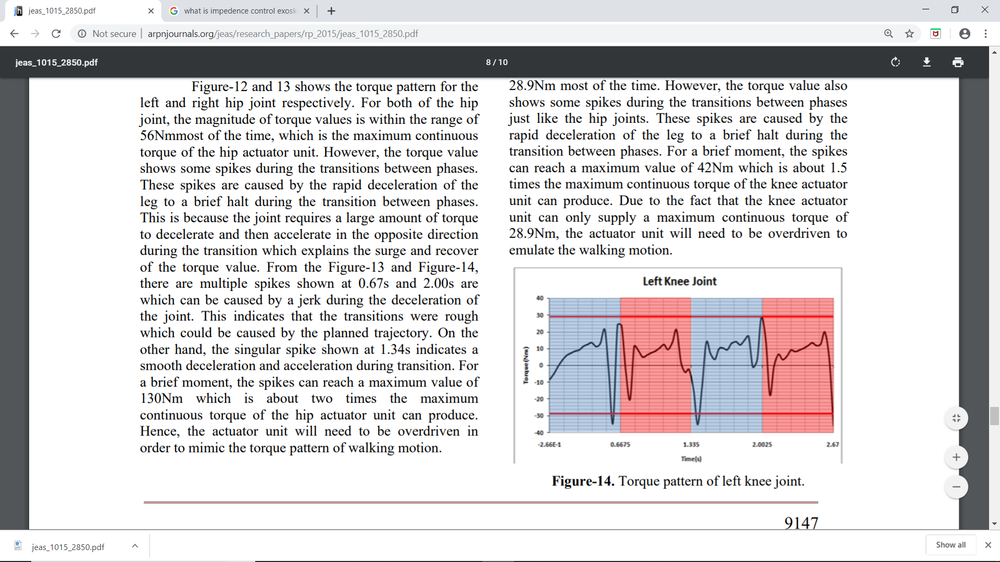 jeas_1015_2850.pdf
what is impedence control exosk
Not secure
arpnjournals.org/jeas/research_papers/rp_2015/jeas_1015_2850.pdf
jeas_1015_2850.pdf
8 / 10
Figure-12 and 13 shows the torque pattern for the
left and right hip joint respectively. For both of the hip
joint, the magnitude of torque values is within the range of
56Nmmost of the time, which is the maximum continuous
torque of the hip actuator unit. However, the torque value
shows some spikes during the transitions between phases.
These spikes are caused by the rapid deceleration of the
leg to a brief halt during the transition between phases.
This is because the joint requires a large amount of torque
to decelerate and then accelerate in the opposite direction
during the transition which explains the surge and recover
of the torque value. From the Figure-13 and Figure-14,
there are multiple spikes shown at 0.67s and 2.00s are
which can be caused by a jerk during the deceleration of
the joint. This indicates that the transitions were rough
which could be caused by the planned trajectory. On the
other hand, the singular spike shown at 1.34s indicates a
smooth deceleration and acceleration during transition. For
a brief moment, the spikes can reach a maximum value of
130Nm which is about two times the maximum
continuous torque of the hip actuator unit can produce.
Hence, the actuator unit will need to be overdriven in
order to mimic the torque pattern of walking motion.
28.9Nm most of the time. However, the torque value also
shows some spikes during the transitions between phases
just like the hip joints. These spikes are caused by the
rapid deceleration of the leg to a brief halt during the
transition between phases. For a brief moment, the spikes
can reach a maximum value of 42Nm which is about 1.5
times the maximum continuous torque of the knee actuator
unit can produce. Due to the fact that the knee actuator
unit can only supply a maximum continuous torque of
28.9Nm, the actuator unit will need to be overdriven to
emulate the walking motion.
Left Knee Joint
Torque(Nm)
40
30
20
10
0
-10
-20
-30
-40
-2.66E-1 0.6675 1.335 2.0025 2.67
Time(s)
Figure-14. Torque pattern of left knee joint.
9147
jeas_1015_2850.pdf
Show all